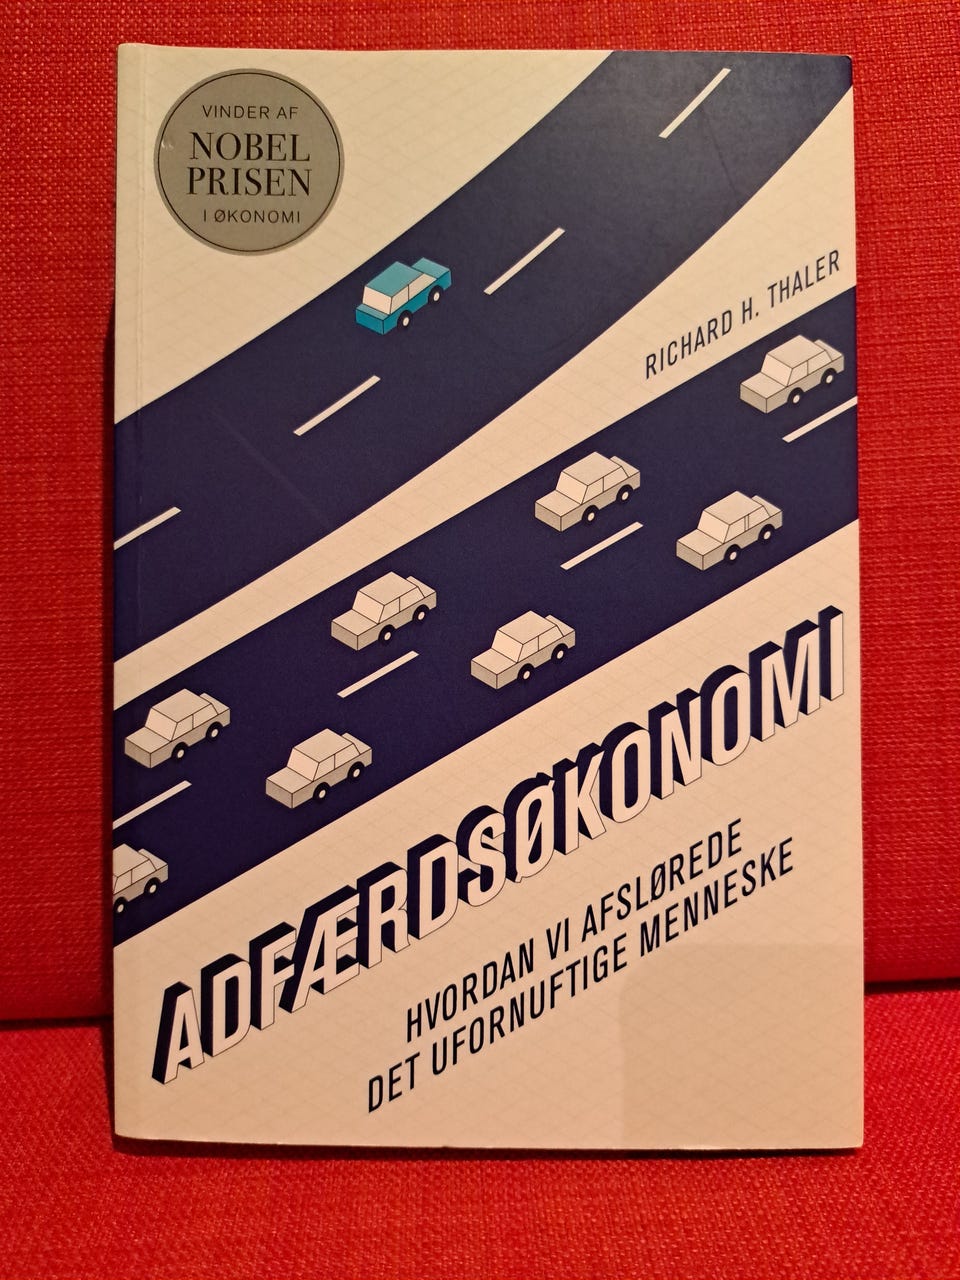 VINDER AF
NOBEL
PRISEN
I ØKONOMI
RICHARD H. THALER
ADFÆRDSØKONOMI
HVORDAN VI AFSLØREDE
DET UFORNUFTIGE MENNESKE